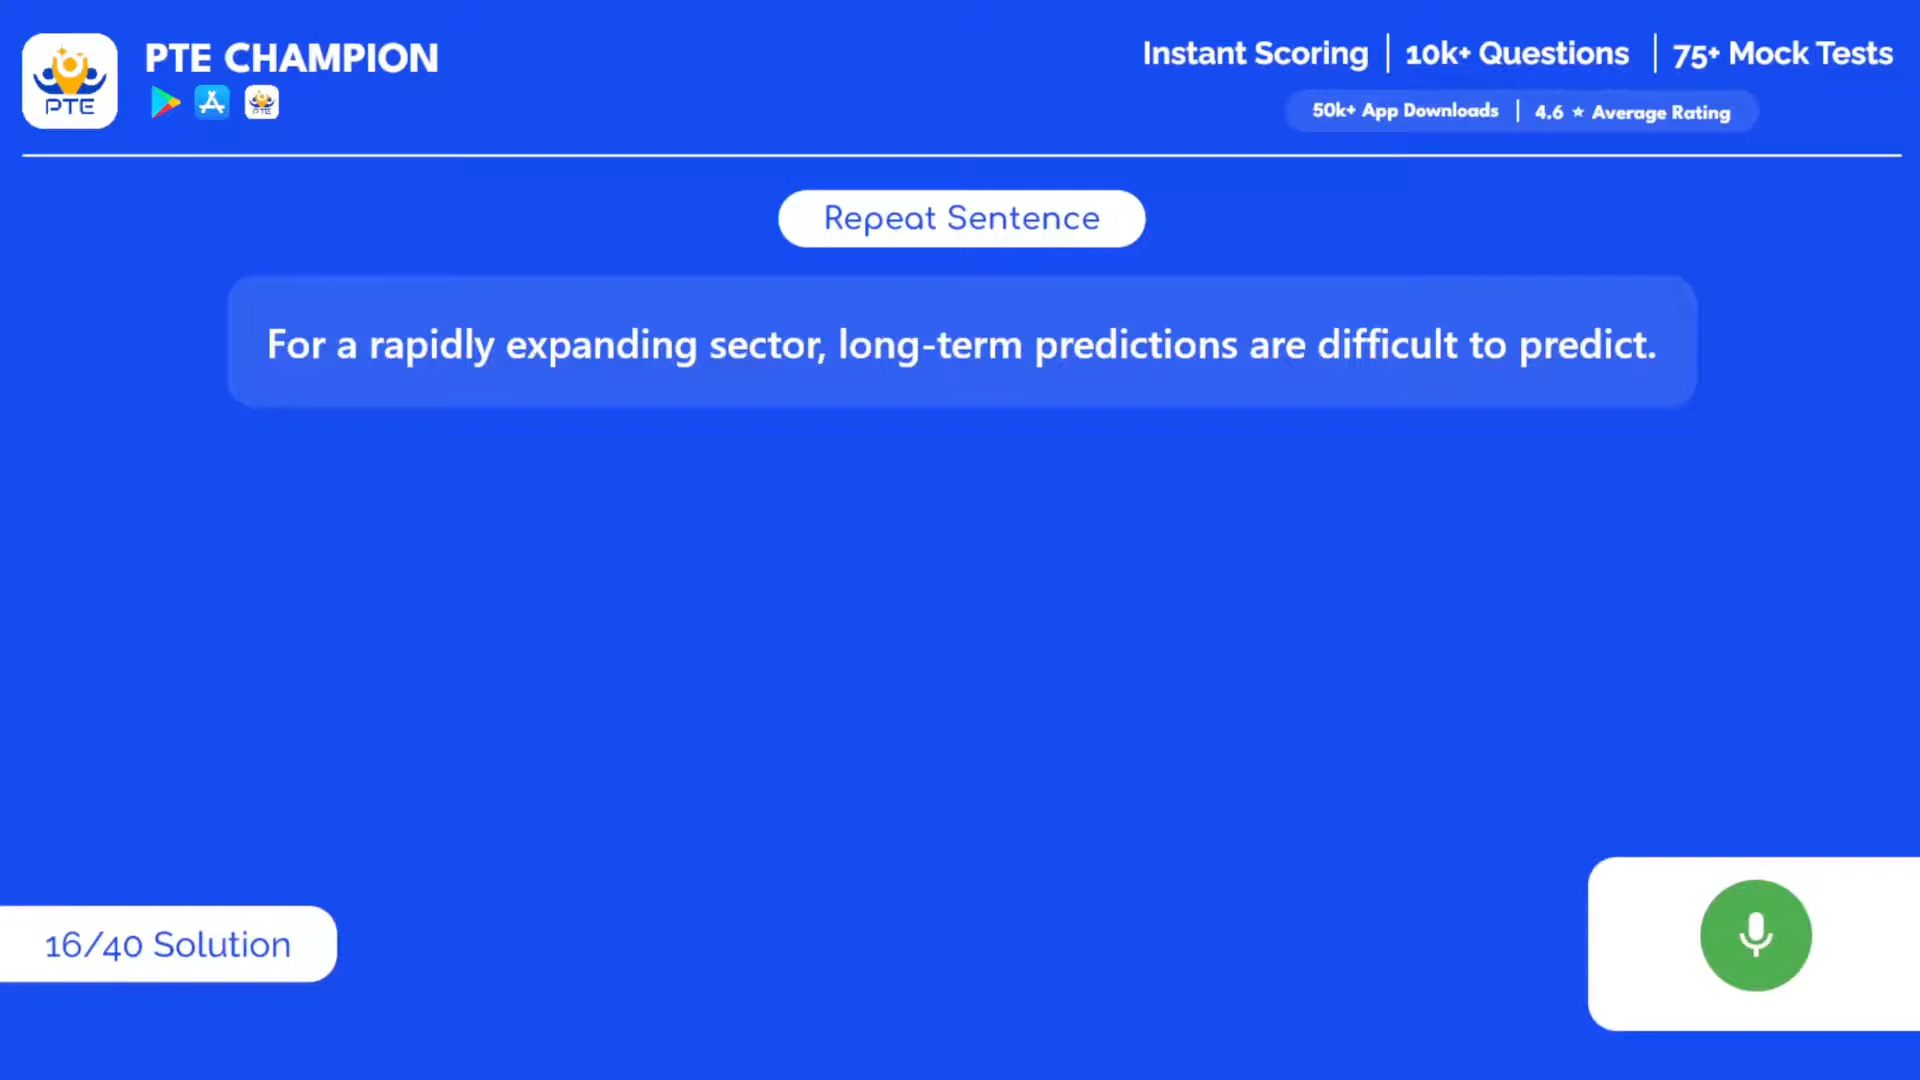 PTE CHAMPION
PTE
PTE
Instant Scoring | 10k+ Questions | 75+ Mock Tests
50k+ App Downloads | 4.6 ★ Average Rating
Repeat Sentence
For a rapidly expanding sector, long-term predictions are difficult to predict.
16/40 Solution